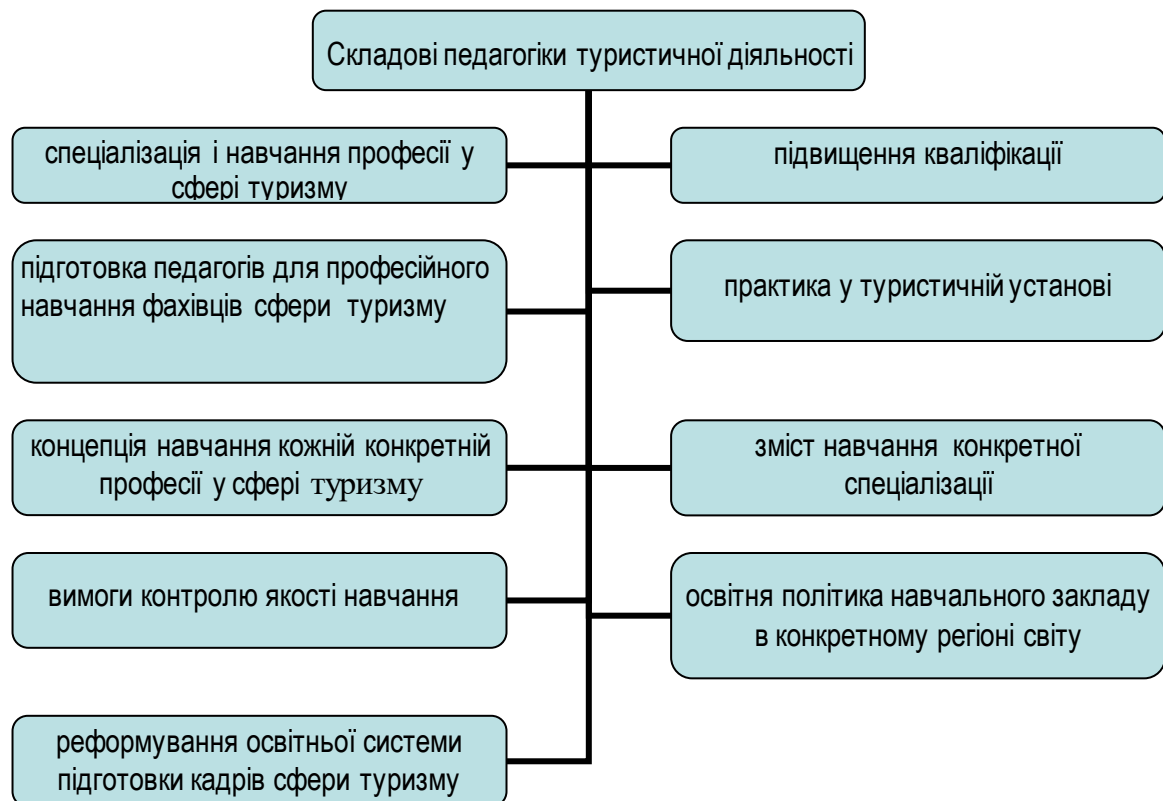 Складові педагогіки туристичної діяльності
спеціалізація і навчання професії у
сфері туризму
підвищення кваліфікації
підготовка педагогів для професійного
навчання фахівців сфери туризму
практика у туристичній установі
концепція навчання кожній конкретній
професії у сфері туризму
зміст навчання конкретної
спеціалізації
вимоги контролю якості навчання
освітня політика навчального закладу
в конкретному регіоні світу
реформування освітньої системи
підготовки кадрів сфери туризму